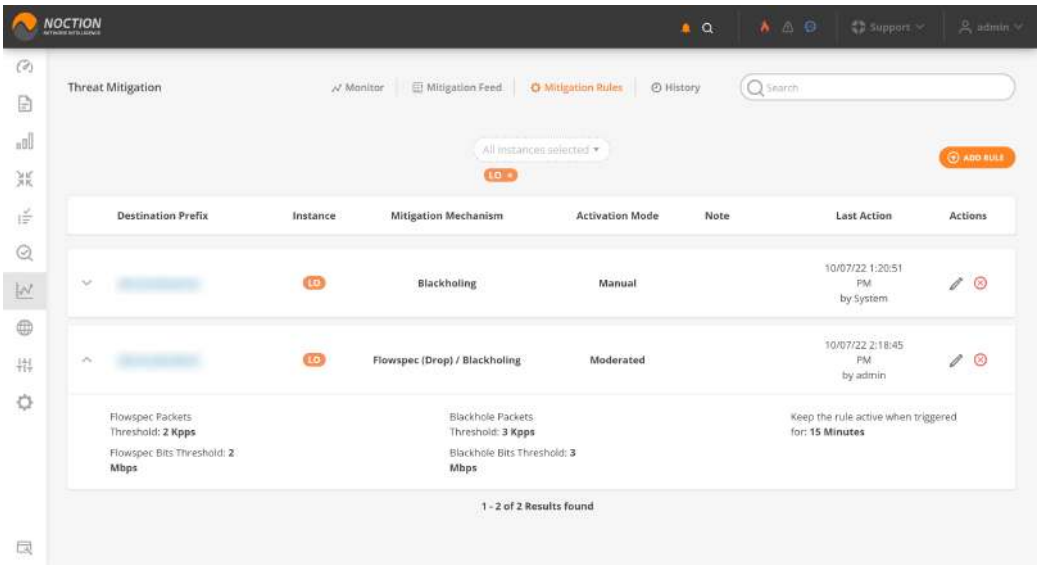 NOCTION
NETWORK INTELLIGENCE
Support
admin
Threat Mitigation
Monitor
Mitigation Feed
Mitigation Rules
History
Search
All instances selected
LO ×
ADD RULE
Destination Prefix
Instance
Mitigation Mechanism
Activation Mode
Note
Last Action
Actions
LO
Blackholing
Manual
10/07/22 1:20:51
PM
by System
LO
Flowspec (Drop) / Blackholing
Moderated
10/07/22 2:18:45
PM
by admin
Flowspec Packets
Threshold: 2 Kpps
Flowspec Bits Threshold: 2
Mbps
Blackhole Packets
Threshold: 3 Kpps
Blackhole Bits Threshold: 3
Mbps
Keep the rule active when triggered
for: 15 Minutes
1 - 2 of 2 Results found